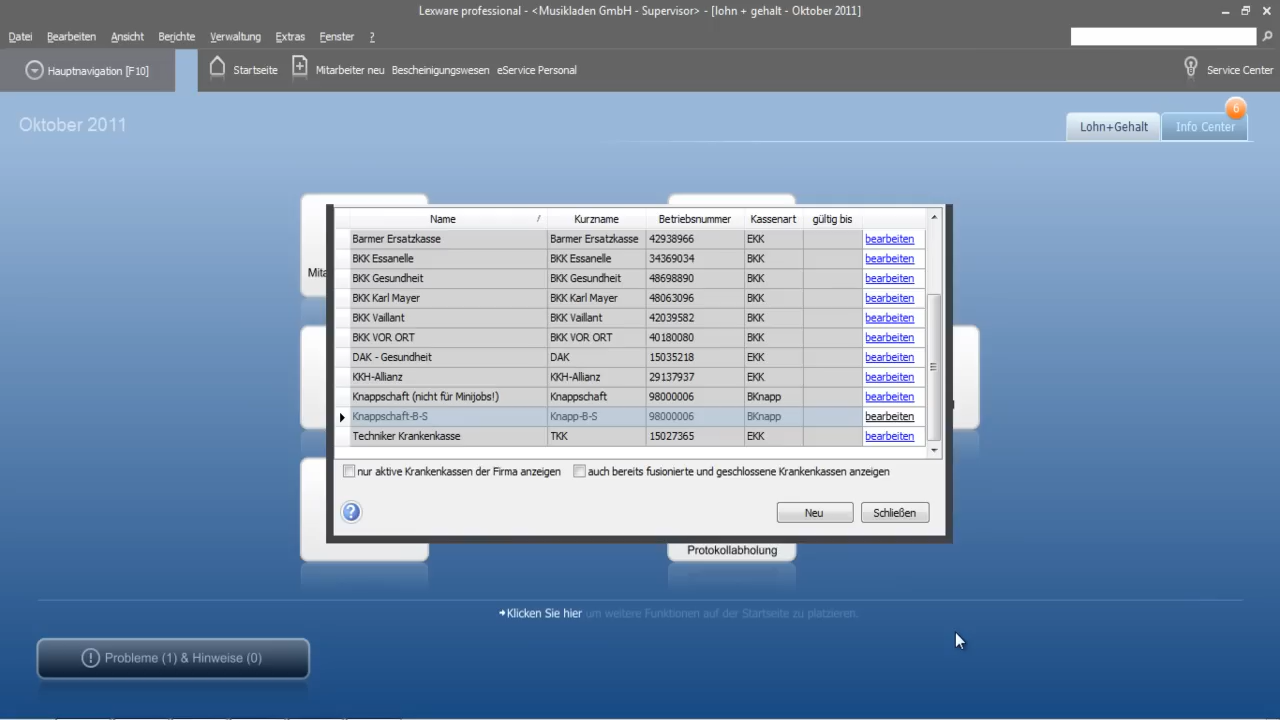 Lexware professional - <Musikladen GmbH - Supervisor> - [lohn + gehalt - Oktober 2011]
Datei Bearbeiten Ansicht Berichte Verwaltung Extras Fenster ?
Hauptnavigation [F10] Startseite Mitarbeiter neu Bescheinigungswesen eService Personal Service Center
Oktober 2011 Lohn+Gehalt Info Center 6
Name / Kurzname Betriebsnummer Kassenart gültig bis
Barmer Ersatzkasse Barmer Ersatzkasse 42938966 EKK bearbeiten
BKK Essanelle BKK Essanelle 34369034 BKK bearbeiten
BKK Gesundheit BKK Gesundheit 48698890 BKK bearbeiten
BKK Karl Mayer BKK Karl Mayer 48063096 BKK bearbeiten
BKK Vaillant BKK Vaillant 42039582 BKK bearbeiten
BKK VOR ORT BKK VOR ORT 40180080 BKK bearbeiten
DAK - Gesundheit DAK 15035218 EKK bearbeiten
KKH-Allianz KKH-Allianz 29137937 EKK bearbeiten
Knappschaft (nicht für Minijobs!) Knappschaft 98000006 BKnapp bearbeiten
Knappschaft-B-S Knapp-B-S 98000006 BKnapp bearbeiten
Techniker Krankenkasse TKK 15027365 EKK bearbeiten
nur aktive Krankenkassen der Firma anzeigen auch bereits fusionierte und geschlossene Krankenkassen anzeigen
? Neu Schließen
Protokollabholung
Klicken Sie hier um weitere Funktionen auf der Startseite zu platzieren.
Probleme (1) & Hinweise (0)